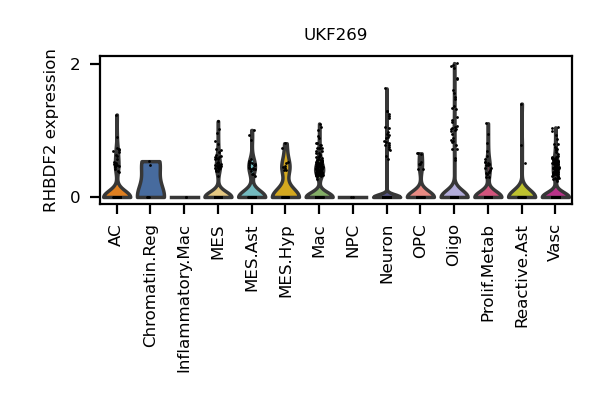 UKF269
RHBDF2 expression
2
0
AC
Chromatin.Reg
Inflammatory.Mac
MES
MES.Ast
MES.Hyp
Mac
NPC
Neuron
OPC
Oligo
Prolif.Metab
Reactive.Ast
Vasc